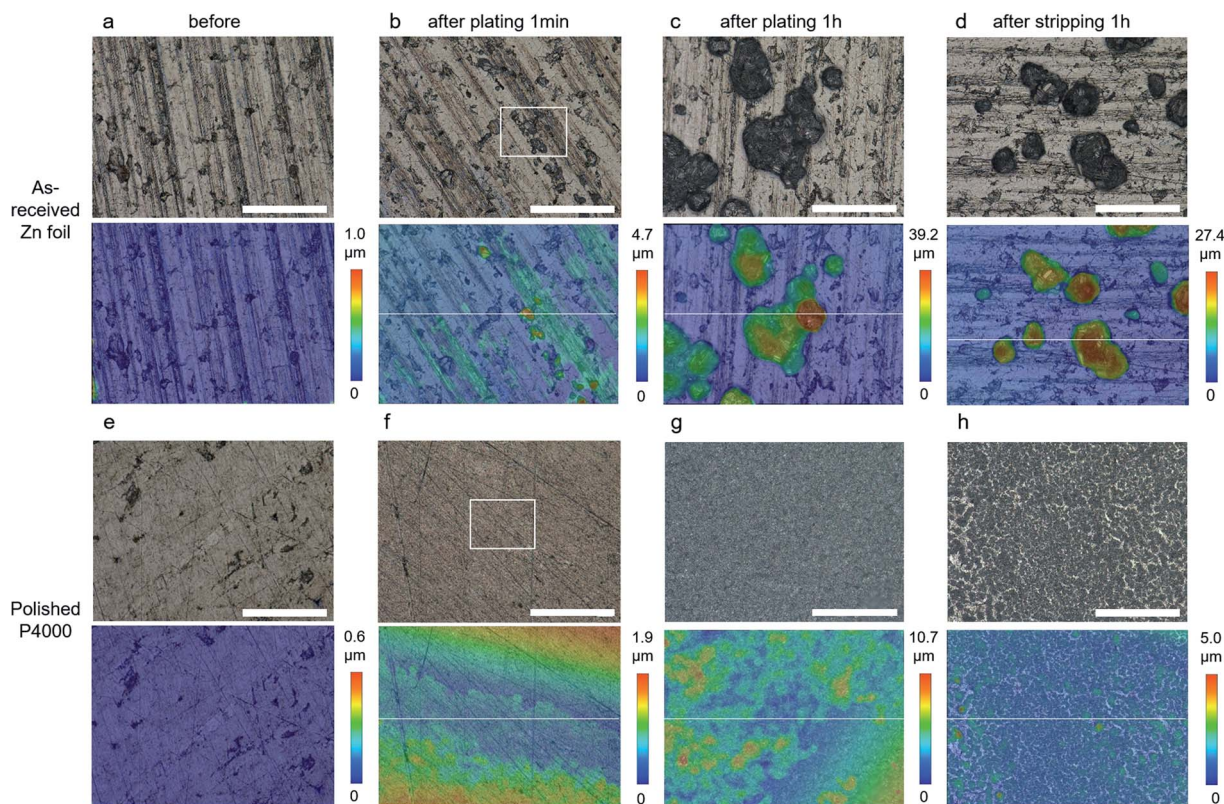 a before
b after plating 1min
c after plating 1h
d after stripping 1h
As-
received
Zn foil
1.0
µm
0
4.7
µm
0
39.2
µm
0
27.4
µm
0
e
f
g
h
Polished
P4000
0.6
µm
0
1.9
µm
0
10.7
µm
0
5.0
µm
0